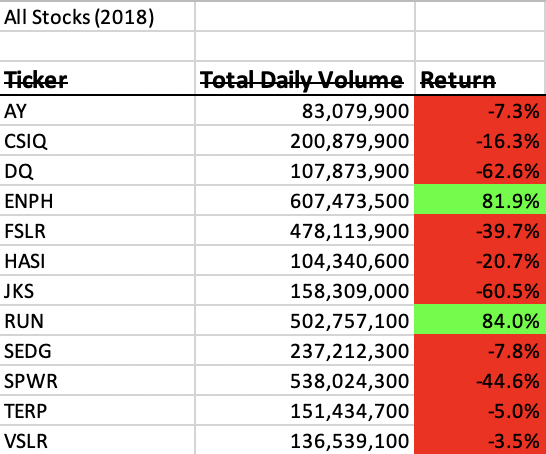 All Stocks (2018)
Ticker Total Daily Volume Return
AY 83,079,900 -7.3%
CSIQ 200,879,900 -16.3%
DQ 107,873,900 -62.6%
ENPH 607,473,500 81.9%
FSLR 478,113,900 -39.7%
HASI 104,340,600 -20.7%
JKS 158,309,000 -60.5%
RUN 502,757,100 84.0%
SEDG 237,212,300 -7.8%
SPWR 538,024,300 -44.6%
TERP 151,434,700 -5.0%
VSLR 136,539,100 -3.5%